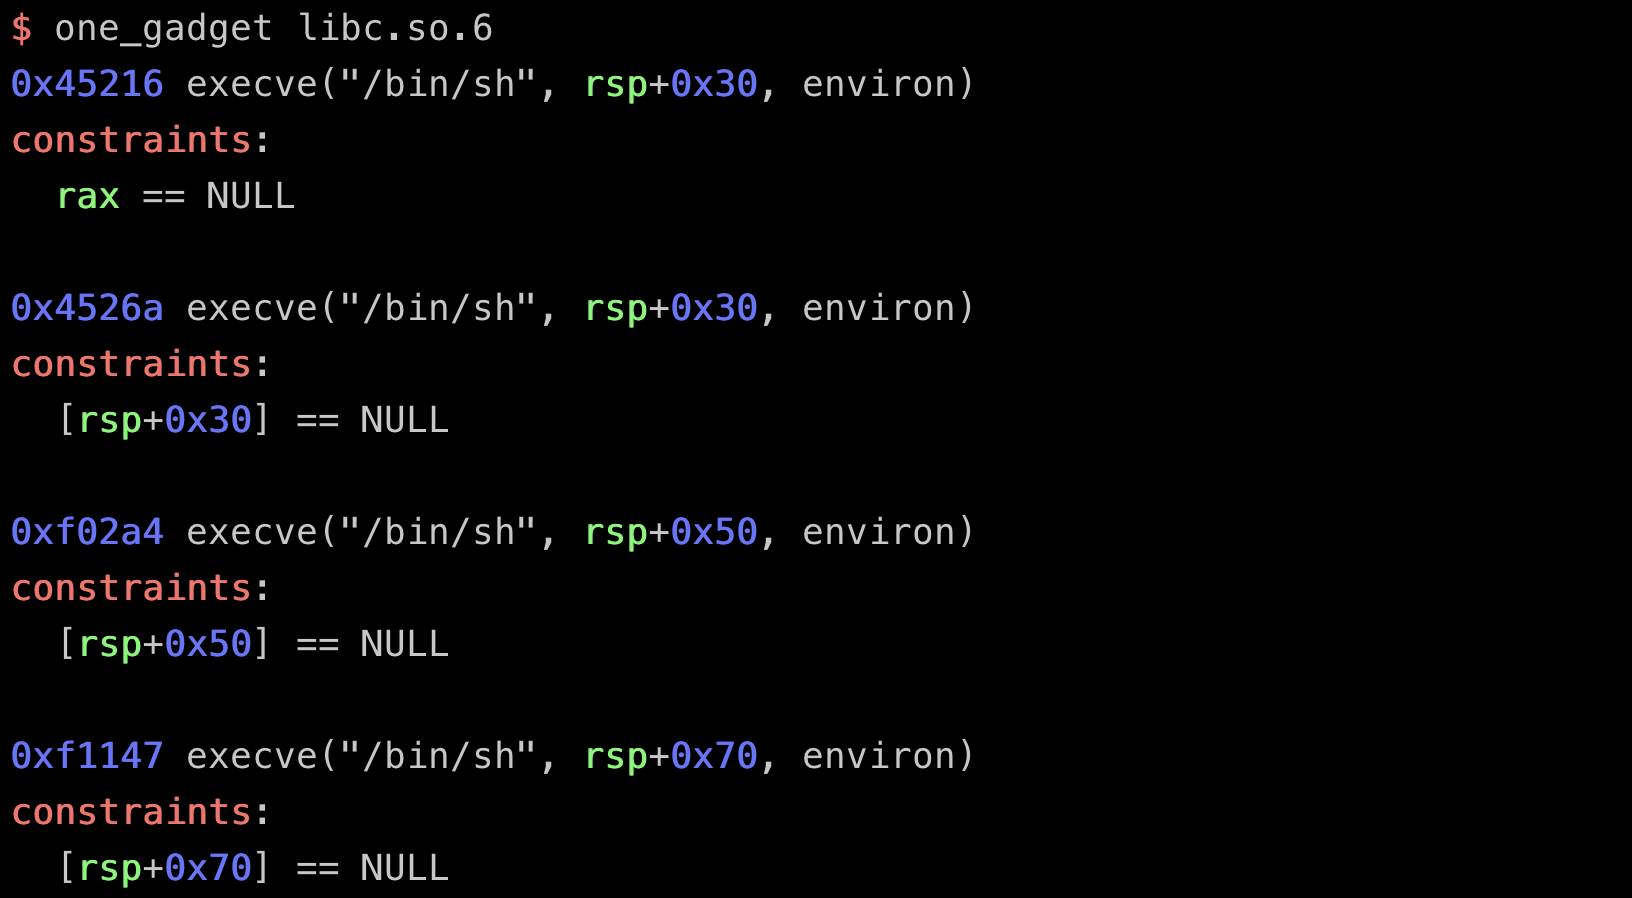 $ one_gadget libc.so.6
0x45216 execve("/bin/sh", rsp+0x30, environ)
constraints:
  rax == NULL

0x4526a execve("/bin/sh", rsp+0x30, environ)
constraints:
  [rsp+0x30] == NULL

0xf02a4 execve("/bin/sh", rsp+0x50, environ)
constraints:
  [rsp+0x50] == NULL

0xf1147 execve("/bin/sh", rsp+0x70, environ)
constraints:
  [rsp+0x70] == NULL